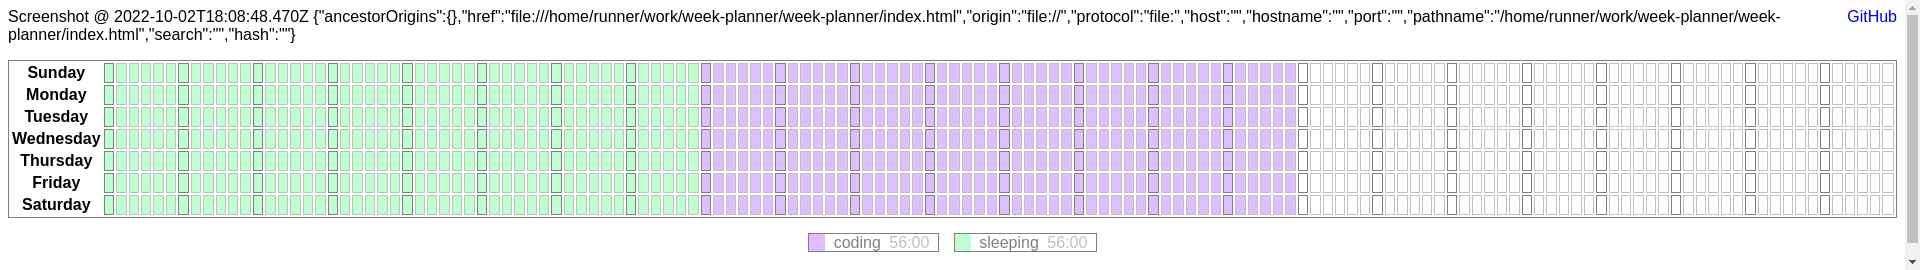 Screenshot @ 2022-10-02T18:08:48.470Z {"ancestorOrigins":{},"href":"file:///home/runner/work/week-planner/week-planner/index.html","origin":"file://","protocol":"file:","host":"","hostname":"","port":"","pathname":"/home/runner/work/week-planner/week-
GitHub
planner/index.html","search":"","hash":""}
Sunday
Monday
Tuesday
Wednesday
Thursday
Friday
Saturday
coding 56:00 sleeping 56:00